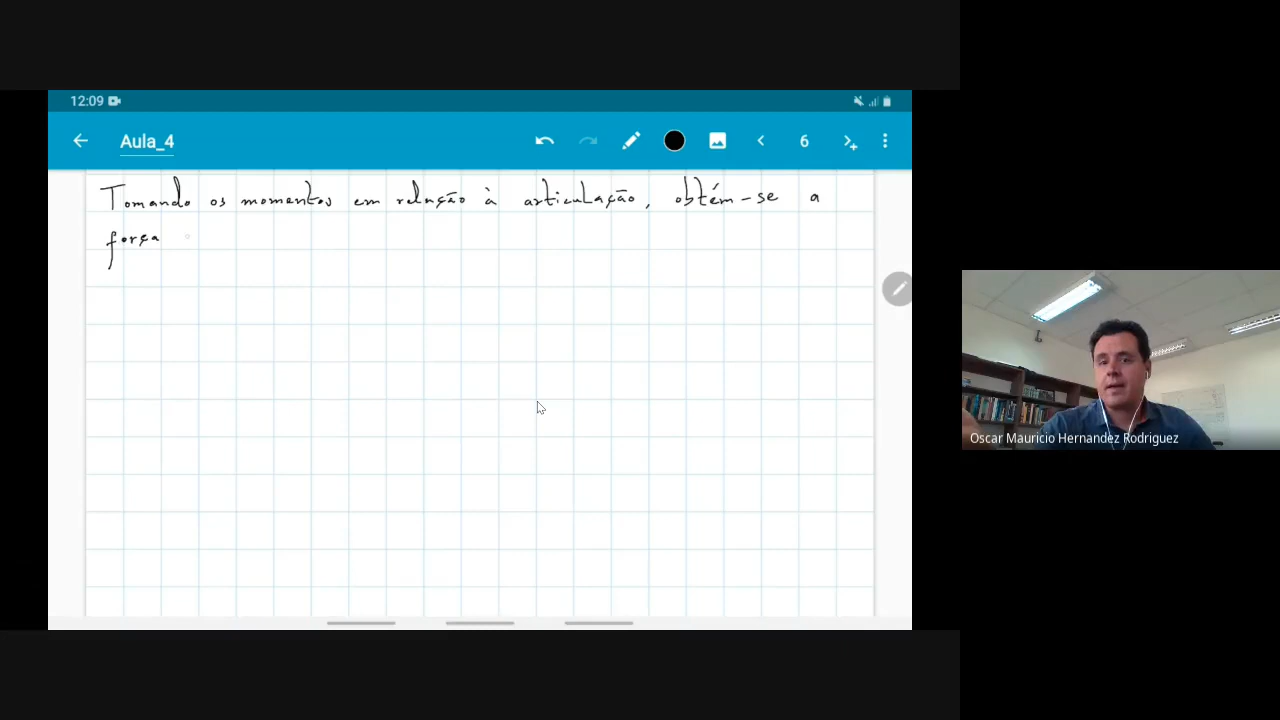 12:09
Aula_4
6
Tomando os momentos em relação à articulação, obtém-se a
força
Oscar Mauricio Hernandez Rodriguez